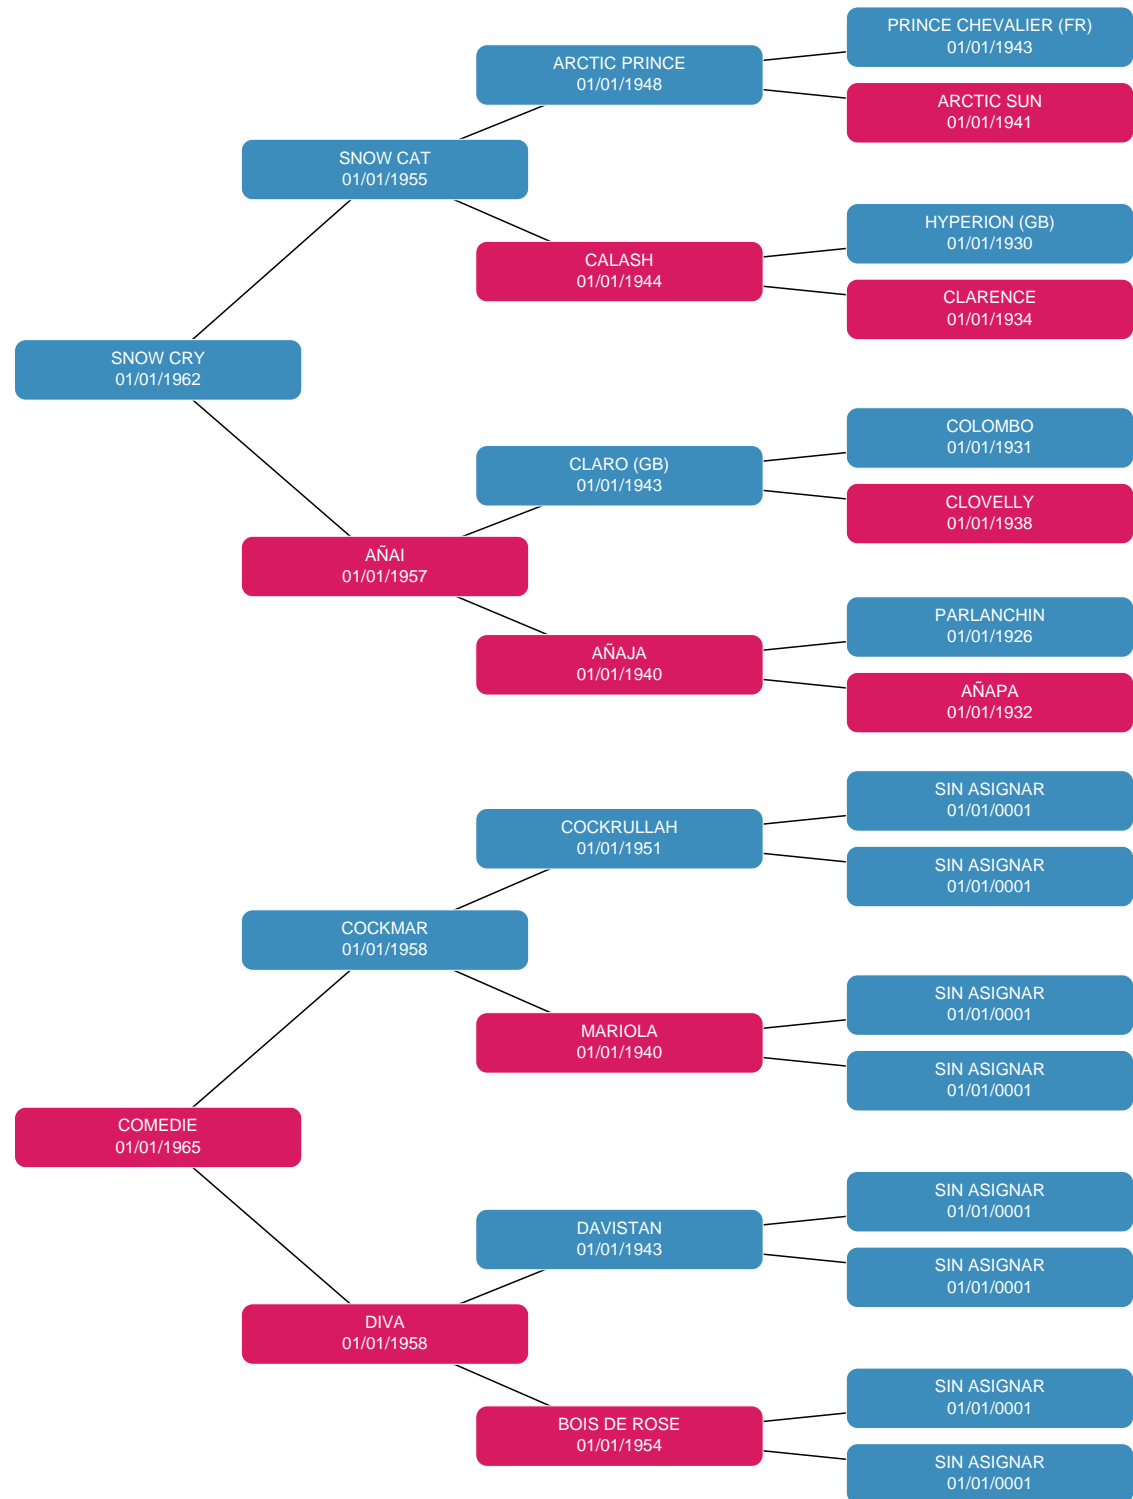 PRINCE CHEVALIER (FR)
01/01/1943
ARCTIC PRINCE
01/01/1948
ARCTIC SUN
01/01/1941
SNOW CAT
01/01/1955
HYPERION (GB)
01/01/1930
CALASH
01/01/1944
CLARENCE
01/01/1934
SNOW CRY
01/01/1962
COLOMBO
01/01/1931
CLARO (GB)
01/01/1943
CLOVELLY
01/01/1938
AÑAI
01/01/1957
PARLANCHIN
01/01/1926
AÑAJA
01/01/1940
AÑAPA
01/01/1932
SIN ASIGNAR
01/01/0001
COCKRULLAH
01/01/1951
SIN ASIGNAR
01/01/0001
COCKMAR
01/01/1958
SIN ASIGNAR
01/01/0001
MARIOLA
01/01/1940
SIN ASIGNAR
01/01/0001
COMEDIE
01/01/1965
SIN ASIGNAR
01/01/0001
DAVISTAN
01/01/1943
SIN ASIGNAR
01/01/0001
DIVA
01/01/1958
SIN ASIGNAR
01/01/0001
BOIS DE ROSE
01/01/1954
SIN ASIGNAR
01/01/0001